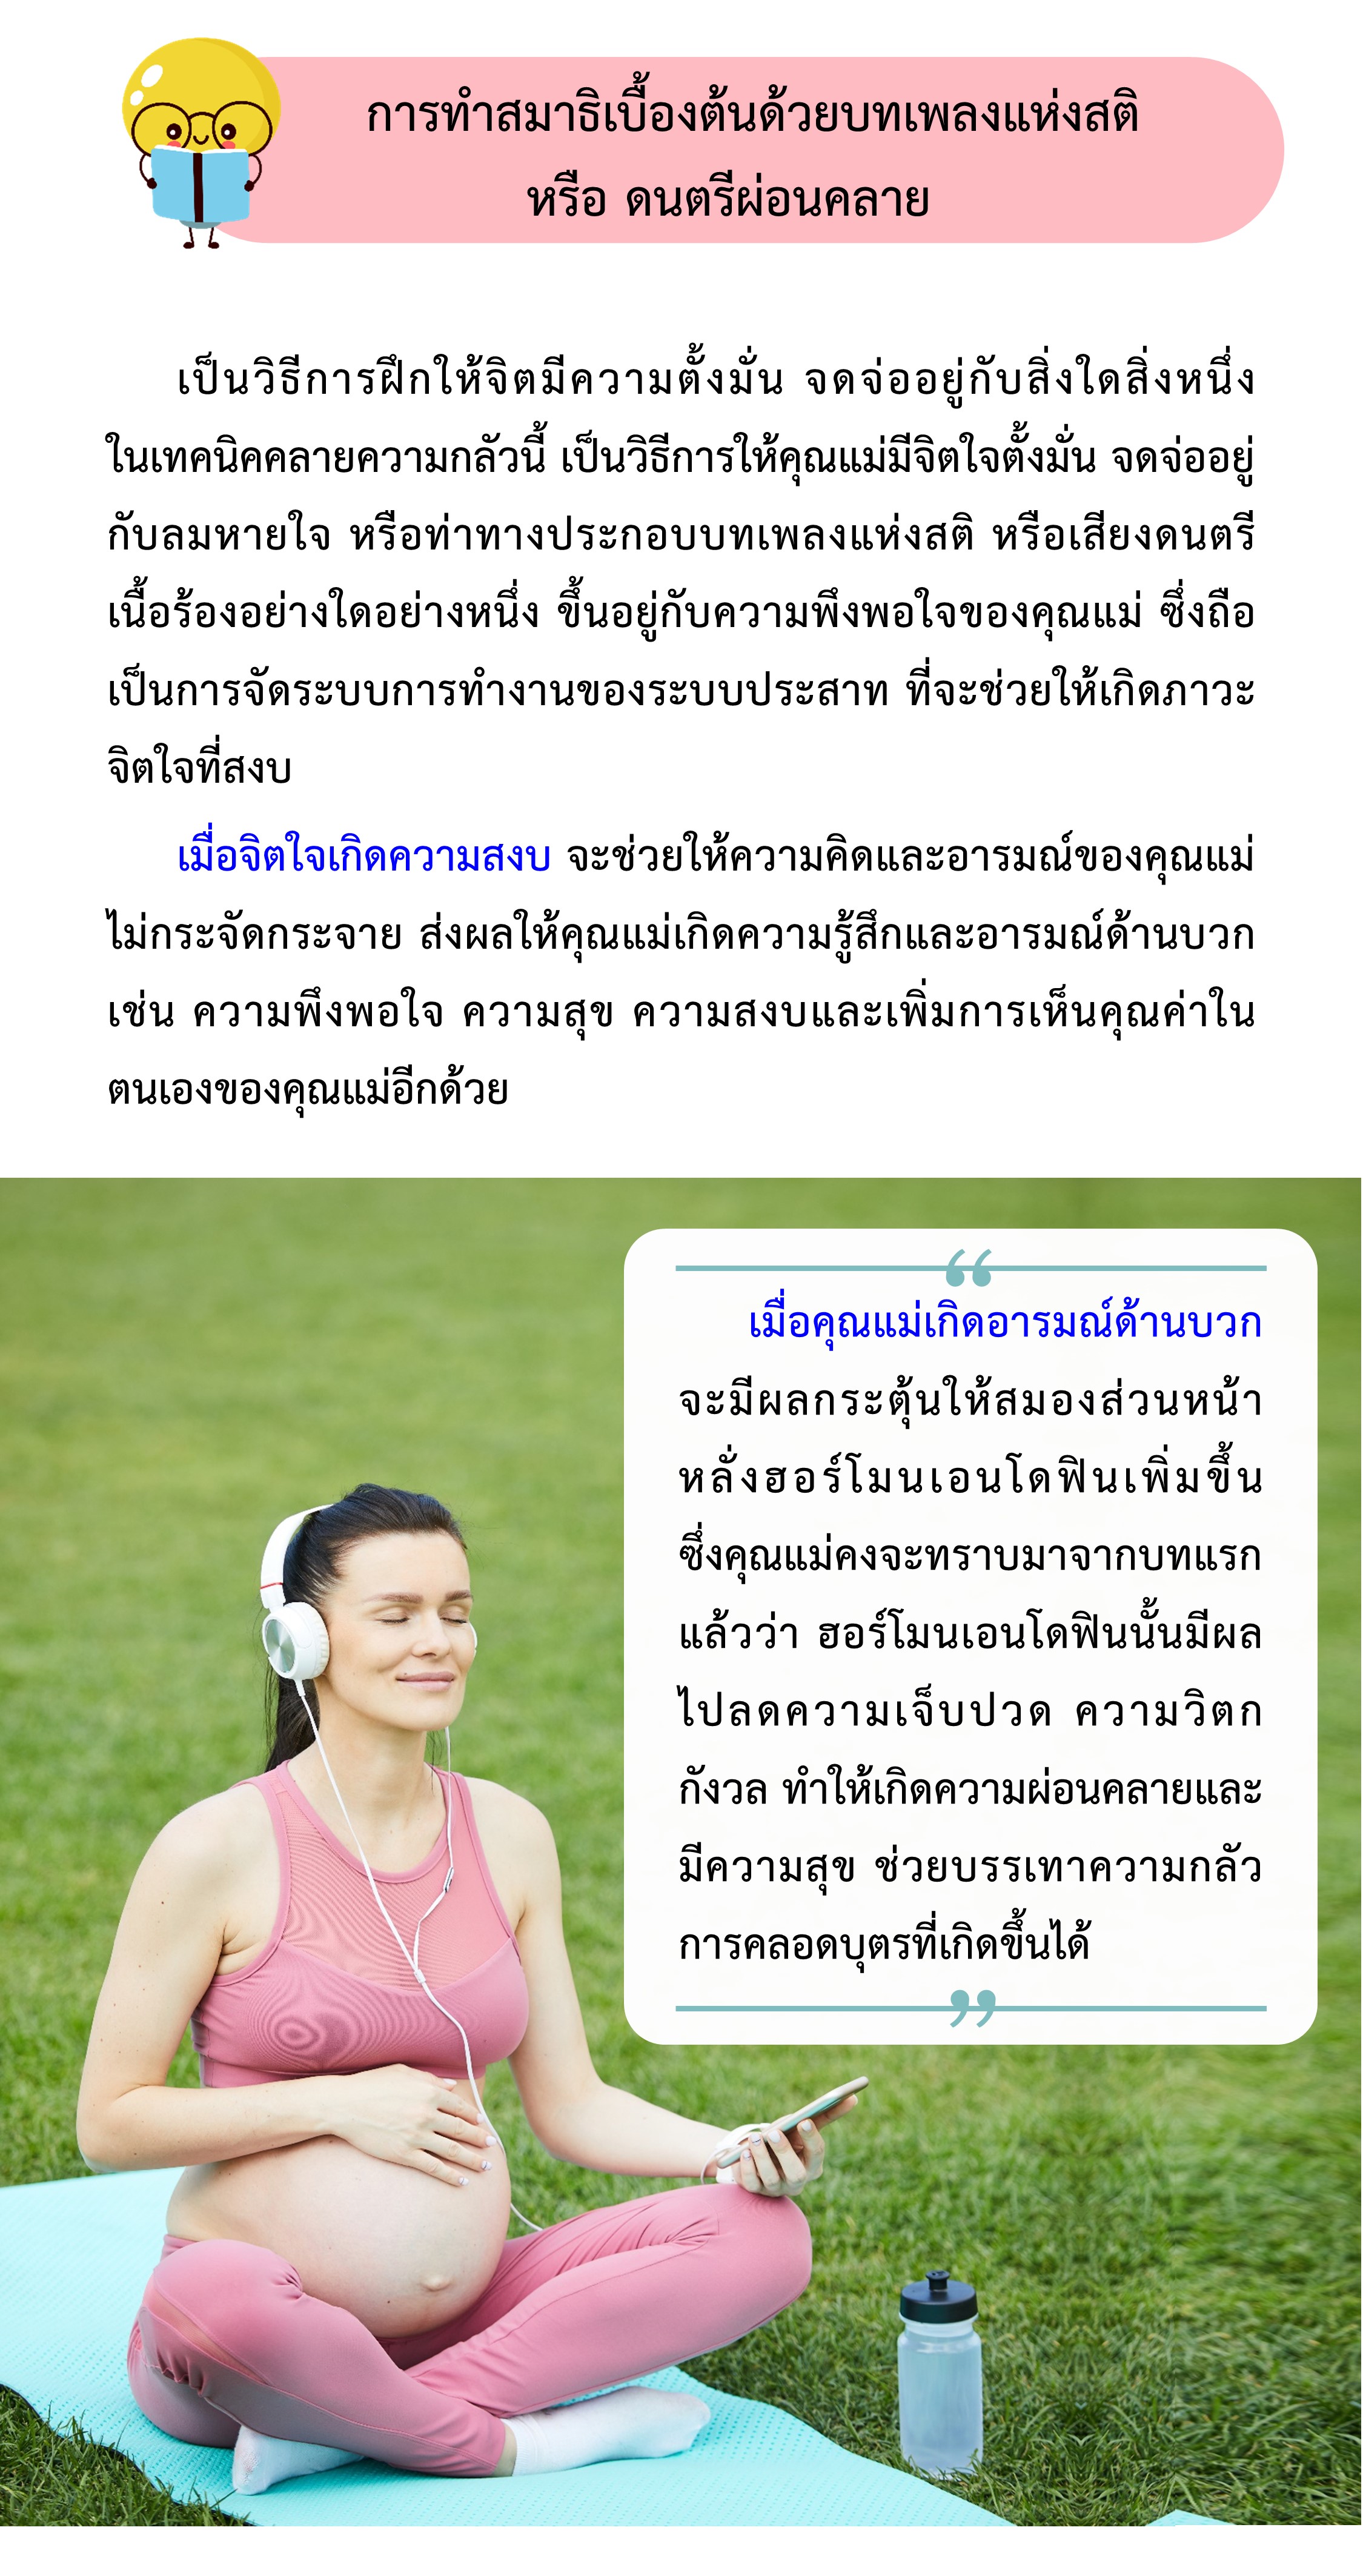 การทำสมาธิเบื้องต้นด้วยบทเพลงแห่งสติ
หรือ ดนตรีผ่อนคลาย
เป็นวิธีการฝึกให้จิตมีความตั้งมั่น จดจ่ออยู่กับสิ่งใดสิ่งหนึ่ง
ในเทคนิคคลายความกลัวนี้ เป็นวิธีการให้คุณแม่มีจิตใจตั้งมั่น จดจ่ออยู่
กับลมหายใจ หรือท่าทางประกอบบทเพลงแห่งสติ หรือเสียงดนตรี
เนื้อร้องอย่างใดอย่างหนึ่ง ขึ้นอยู่กับความพึงพอใจของคุณแม่ ซึ่งถือ
เป็นการจัดระบบการทำงานของระบบประสาท ที่จะช่วยให้เกิดภาวะ
จิตใจที่สงบ
เมื่อจิตใจเกิดความสงบ จะช่วยให้ความคิดและอารมณ์ของคุณแม่
ไม่กระจัดกระจาย ส่งผลให้คุณแม่เกิดความรู้สึกและอารมณ์ด้านบวก
เช่น ความพึงพอใจ ความสุข ความสงบและเพิ่มการเห็นคุณค่าใน
ตนเองของคุณแม่อีกด้วย
“
เมื่อคุณแม่เกิดอารมณ์ด้านบวก
จะมีผลกระตุ้นให้สมองส่วนหน้า
หลั่งฮอร์โมนเอนโดฟินเพิ่มขึ้น
ซึ่งคุณแม่คงจะทราบมาจากบทแรก
แล้วว่า ฮอร์โมนเอนโดฟินนั้นมีผล
ไปลดความเจ็บปวด ความวิตก
กังวล ทำให้เกิดความผ่อนคลายและ
มีความสุข ช่วยบรรเทาความกลัว
การคลอดบุตรที่เกิดขึ้นได้
”